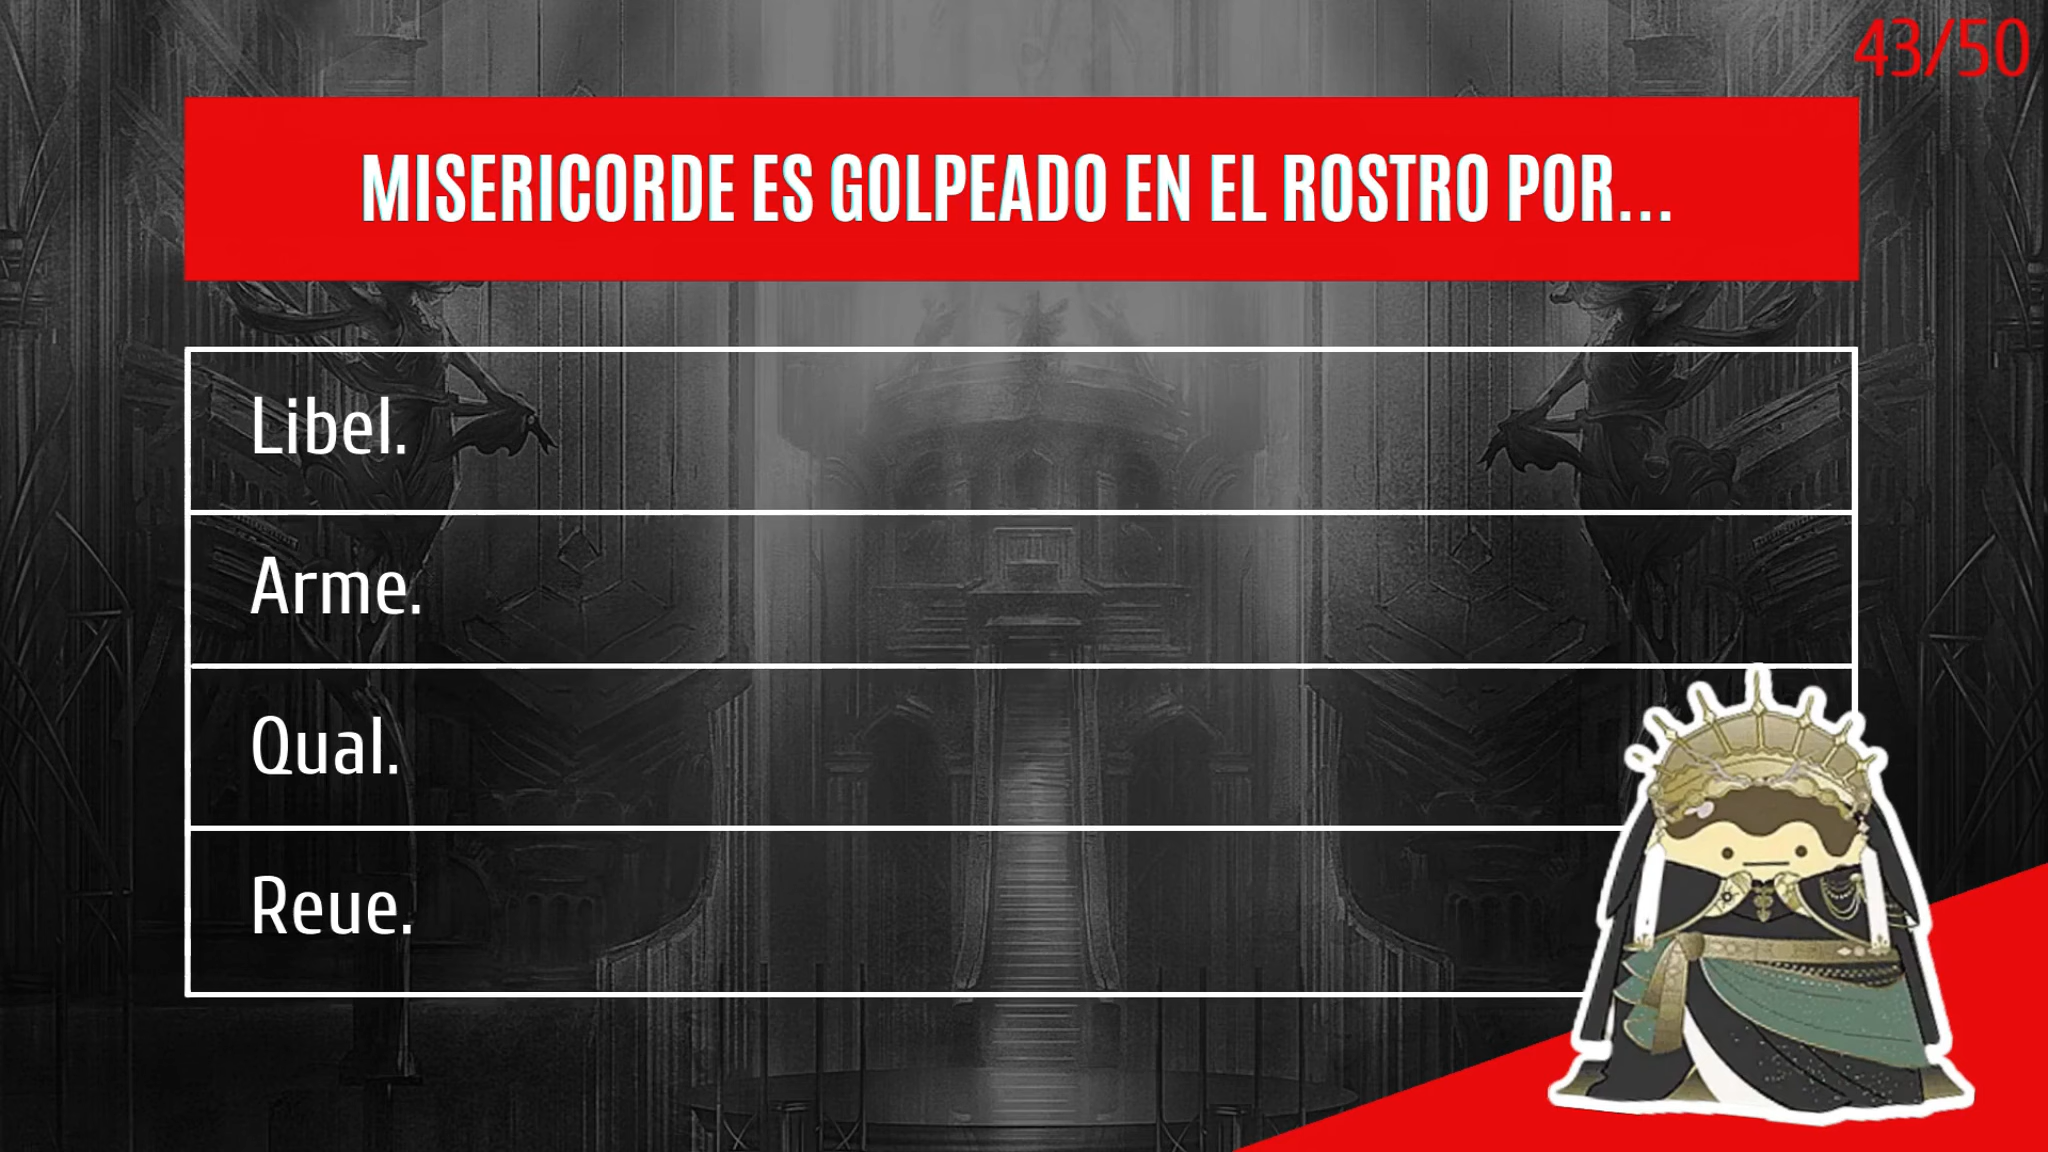 43/50
MISERICORDE ES GOLPEADO EN EL ROSTRO POR...
Libel.
Arme.
Qual.
Reue.